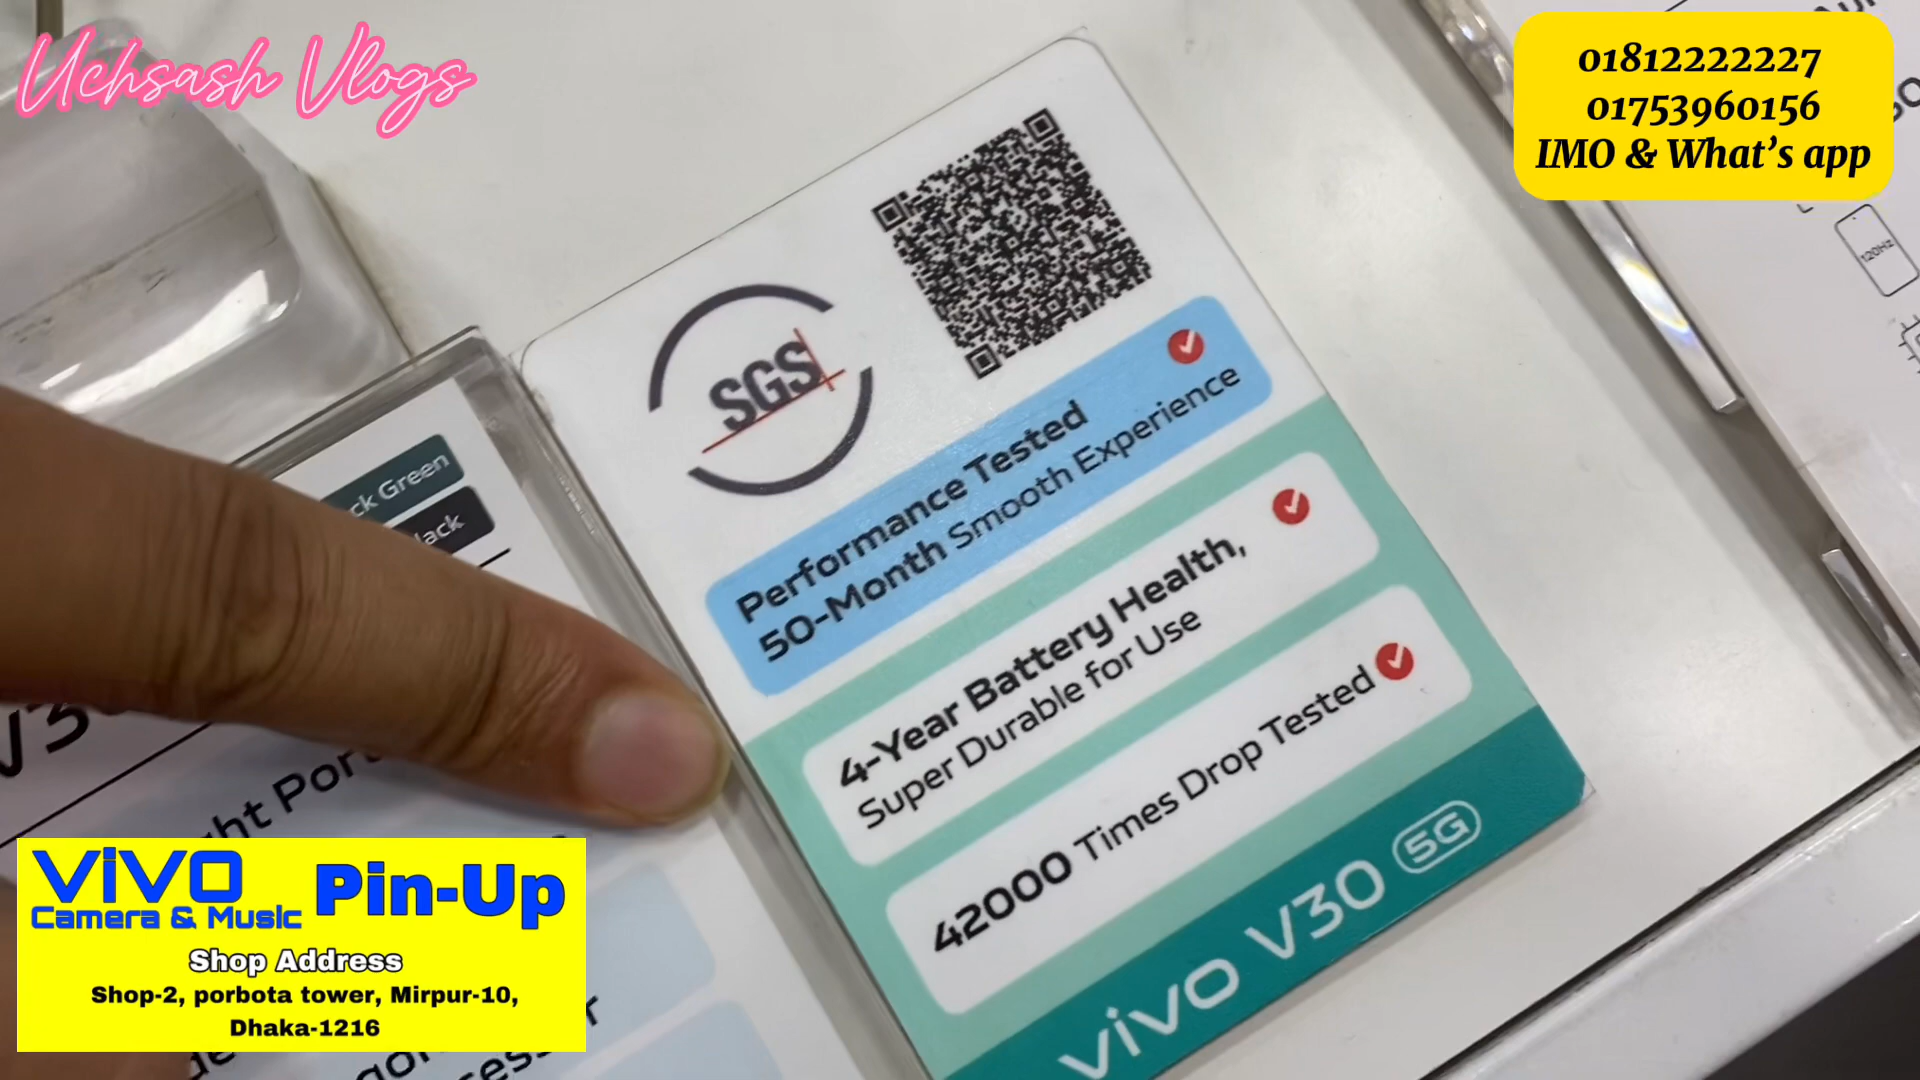 Uchsash Vlogs
01812222227
01753960156
IMO & What's app
120Hz
SGS
Performance Tested
50-Month Smooth Experience
4-Year Battery Health,
Super Durable for Use
42000 Times Drop Tested
vivo V30 5G
Green
ViVO
Camera & Music
Pin-Up
Shop Address
Shop-2, porbota tower, Mirpur-10,
Dhaka-1216